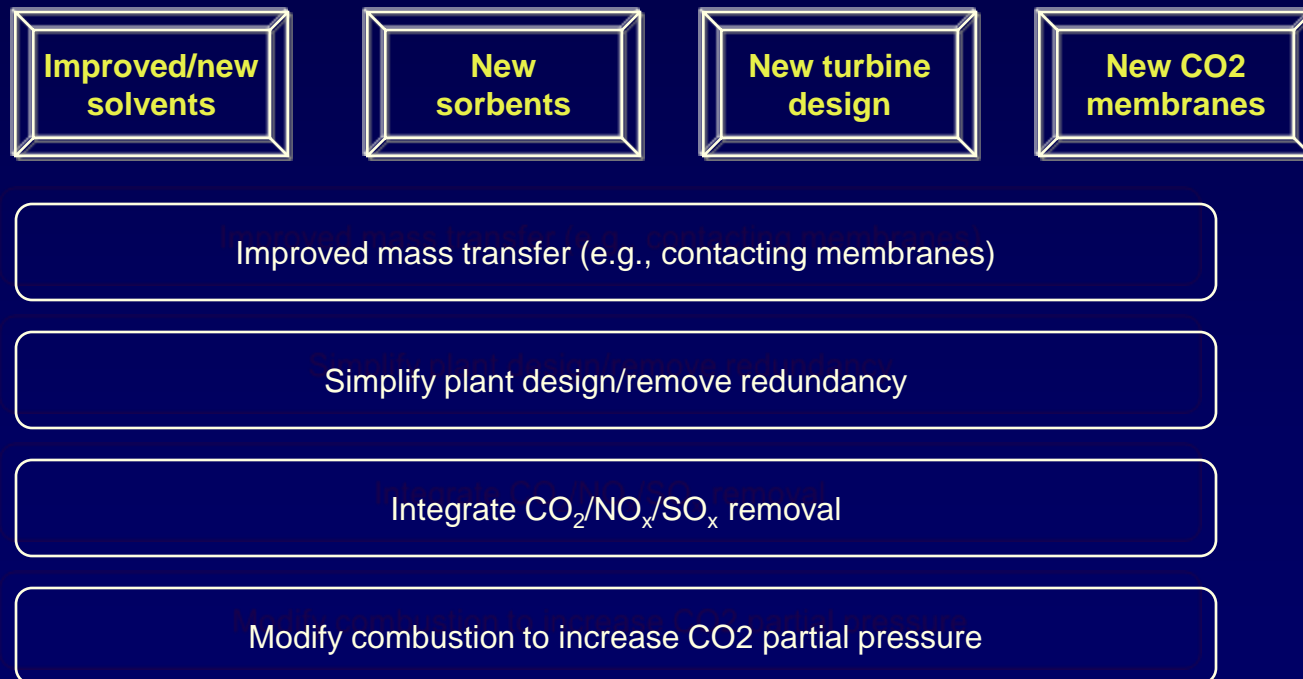 Improved/new
solvents
New
sorbents
New turbine
design
New CO2
membranes
Improved mass transfer (e.g., contacting membranes)
Simplify plant design/remove redundancy
Integrate CO₂/NOₓ/SOₓ removal
Modify combustion to increase CO2 partial pressure